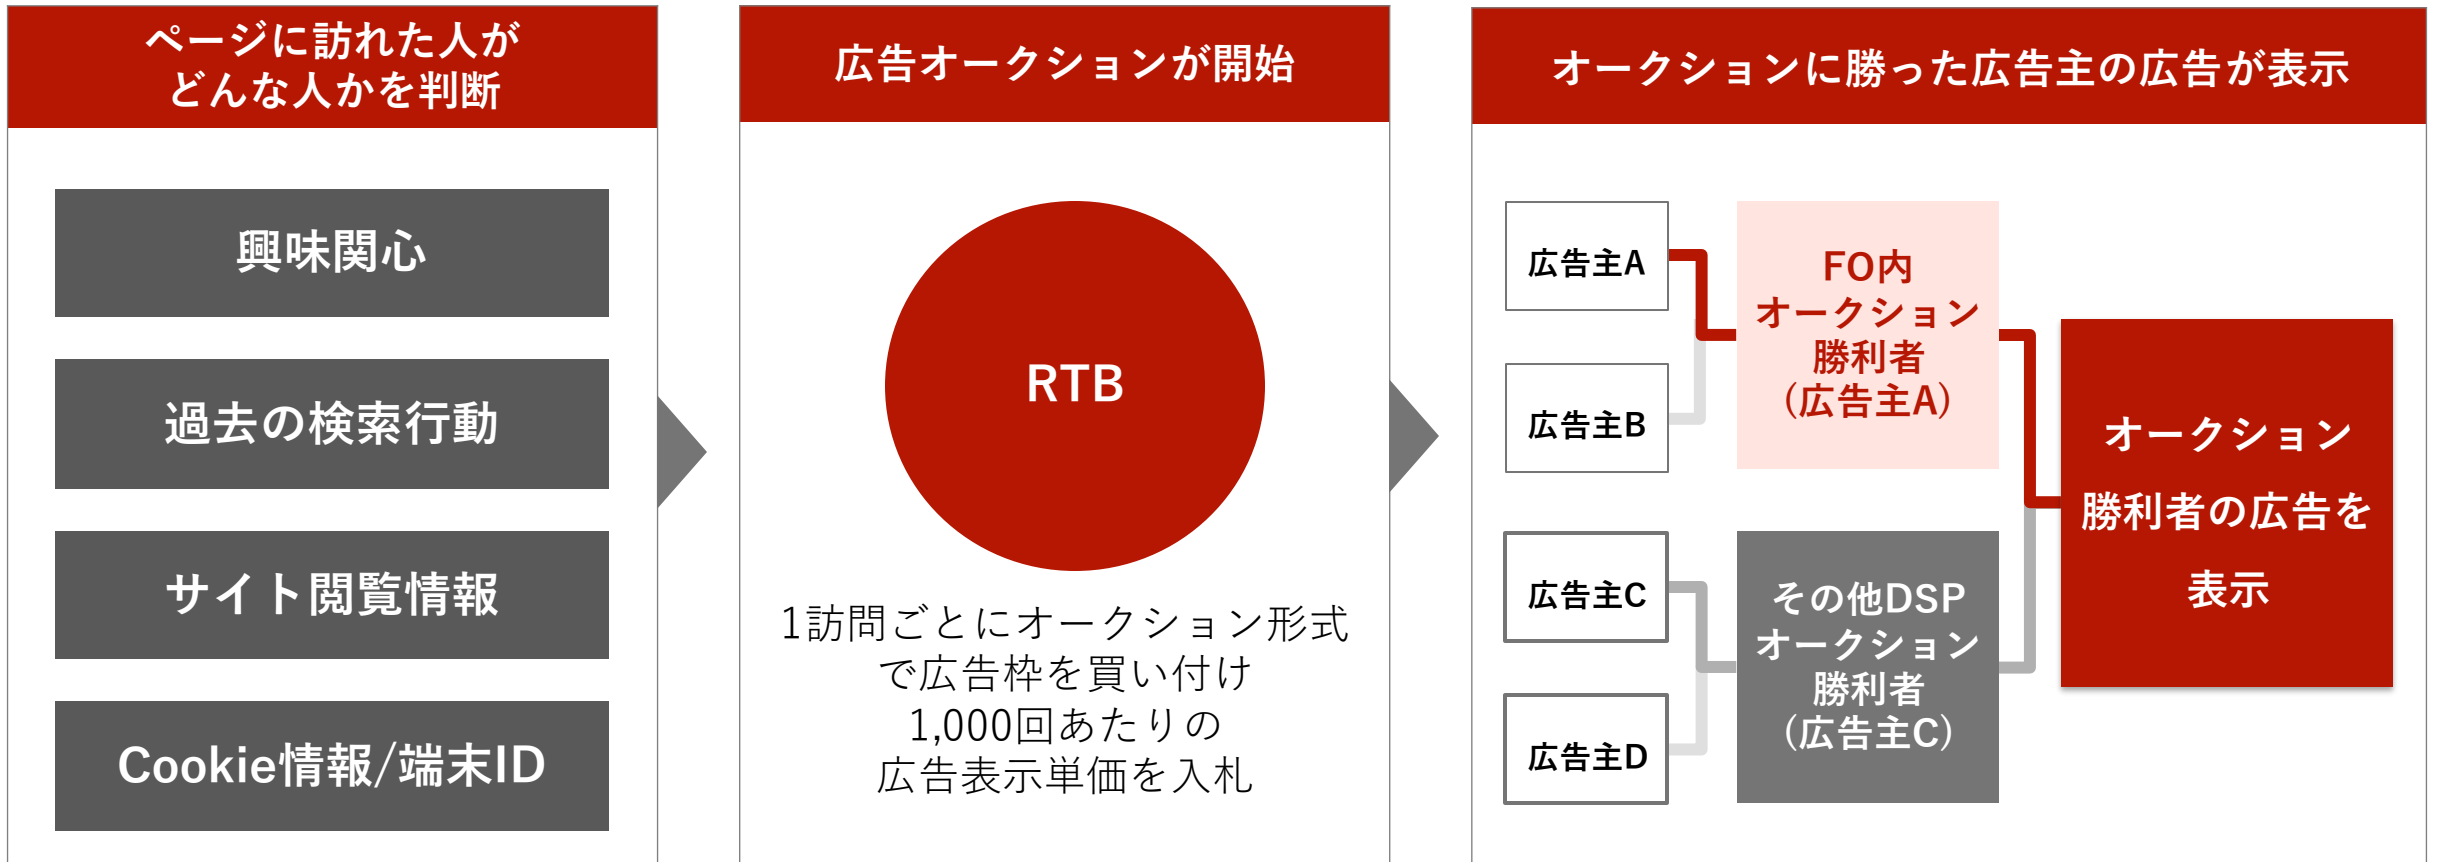 ページに訪れた人が
どんな人かを判断
興味関心
過去の検索行動
サイト閲覧情報
Cookie情報/端末ID
広告オークションが開始
RTB
1訪問ごとにオークション形式
で広告枠を買い付け
1,000回あたりの
広告表示単価を入札
オークションに勝った広告主の広告が表示
広告主A
広告主B
広告主C
広告主D
FO内
オークション
勝利者
(広告主A)
その他DSP
オークション
勝利者
(広告主C)
オークション
勝利者の広告を
表示